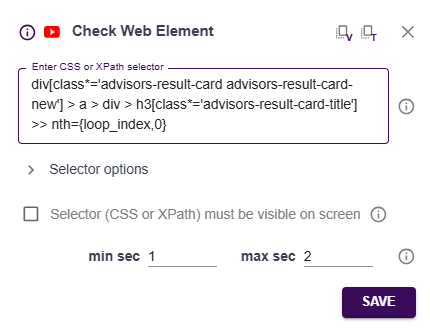 Check Web Element
Enter CSS or XPath selector
div[class*='advisors-result-card advisors-result-card-
new'] > a > div > h3[class*='advisors-result-card-title']
>> nth={loop_index,0}
Selector options
Selector (CSS or XPath) must be visible on screen
min sec 1 max sec 2
SAVE